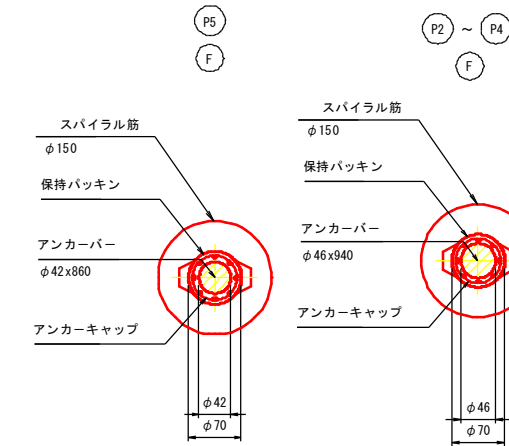 P5
F
スパイラル筋
φ150
保持パッキン
アンカーバー
φ42x860
アンカーキャップ
φ42
φ70
P2 ~ P4
F
スパイラル筋
φ150
保持パッキン
アンカーバー
φ46x940
アンカーキャップ
φ46
φ70